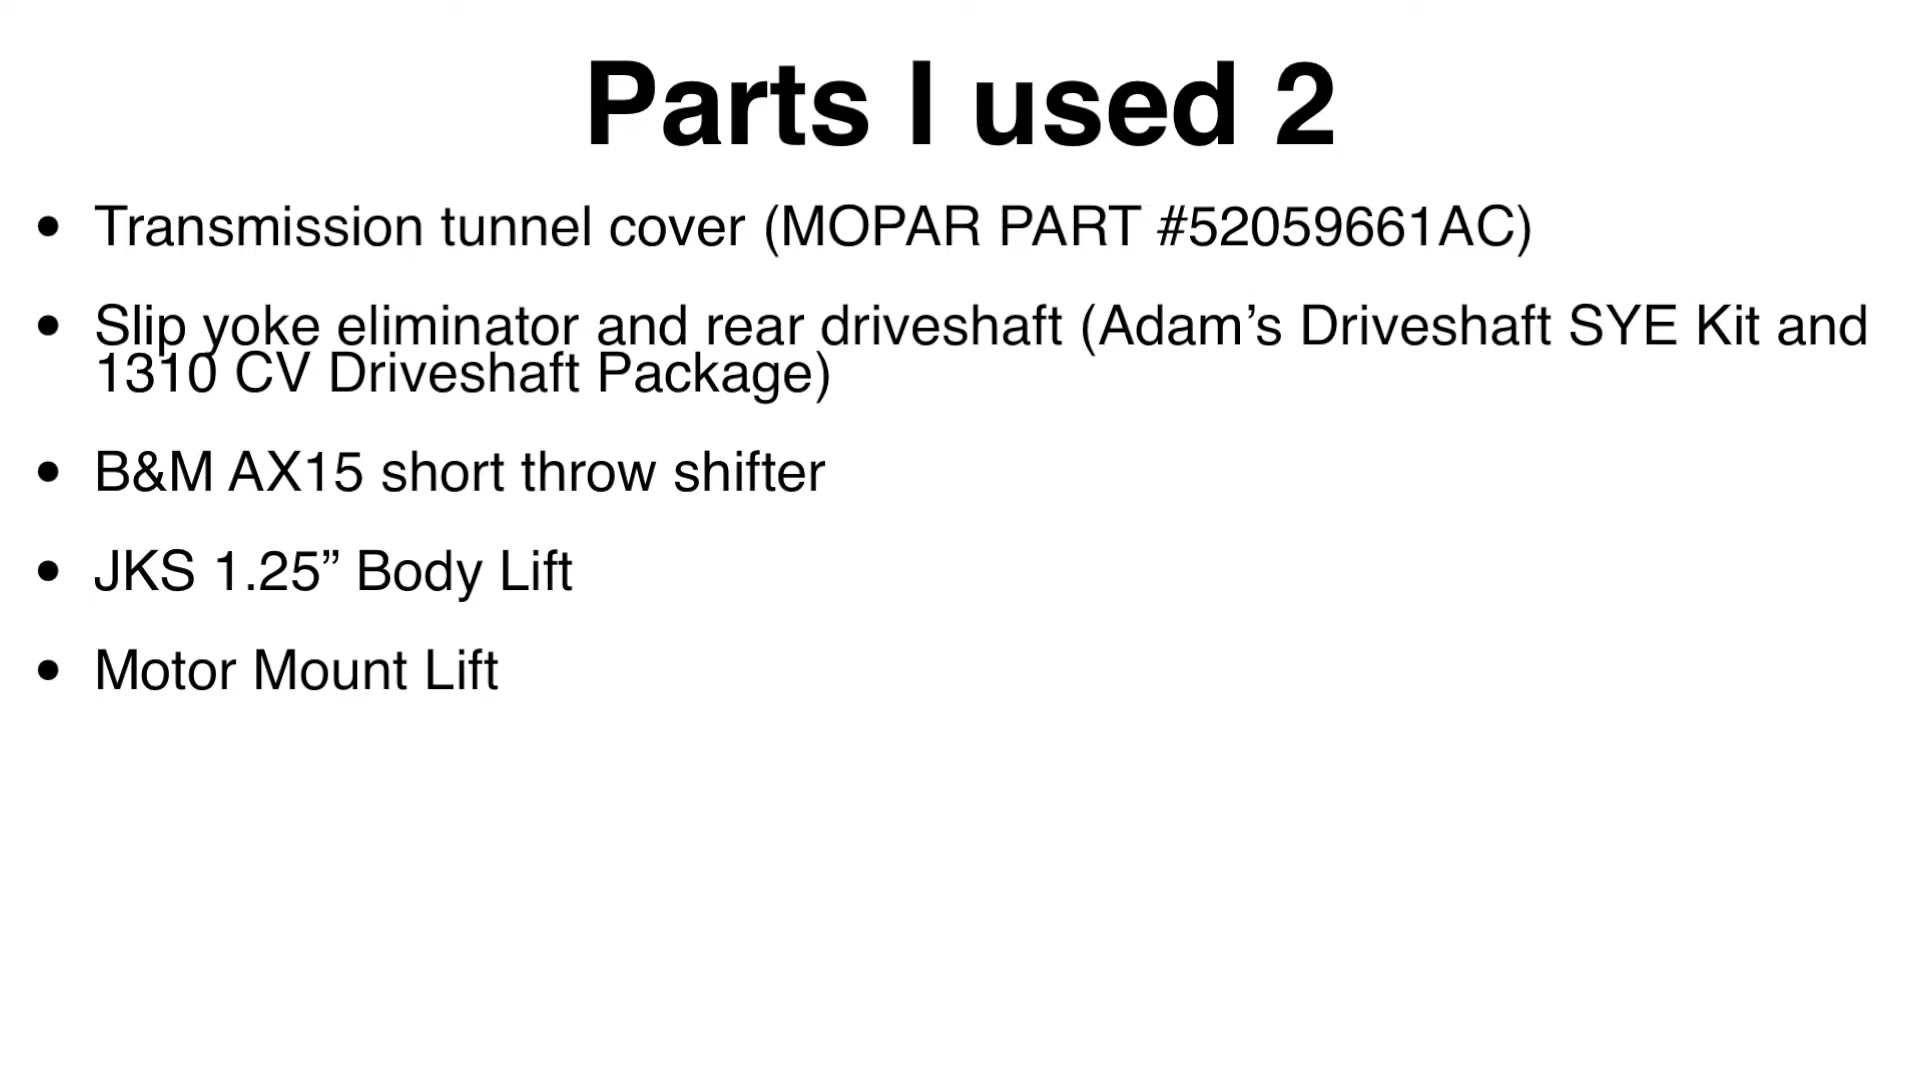 Parts I used 2
• Transmission tunnel cover (MOPAR PART #52059661AC)
• Slip yoke eliminator and rear driveshaft (Adam’s Driveshaft SYE Kit and
1310 CV Driveshaft Package)
• B&M AX15 short throw shifter
• JKS 1.25” Body Lift
• Motor Mount Lift